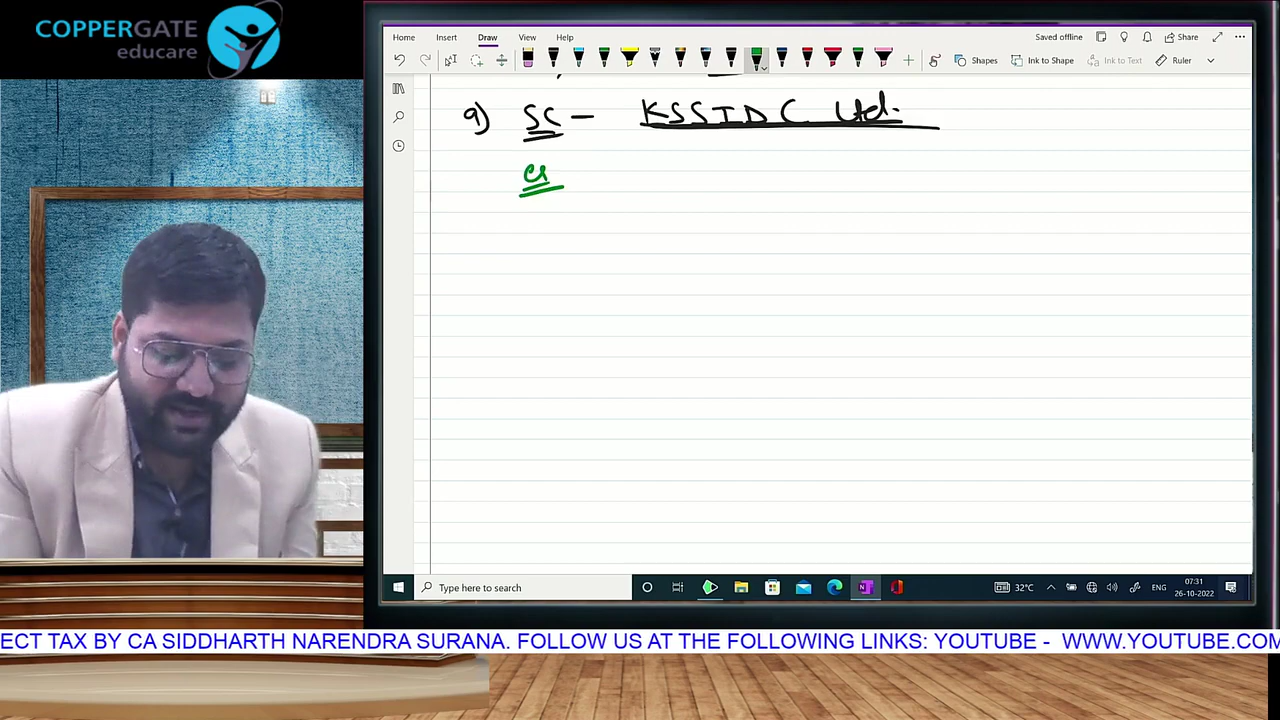 COPPERGATE
educare
Home Insert Draw View Help
Saved offline
Share
Shapes
Ink to Shape
Ink to Text
Ruler
9) SC - KSSIDC Ltd.
Type here to search
32°C
ENG
07:31
26-10-2022
ECT TAX BY CA SIDDHARTH NARENDRA SURANA. FOLLOW US AT THE FOLLOWING LINKS: YOUTUBE - WWW.YOUTUBE.COM